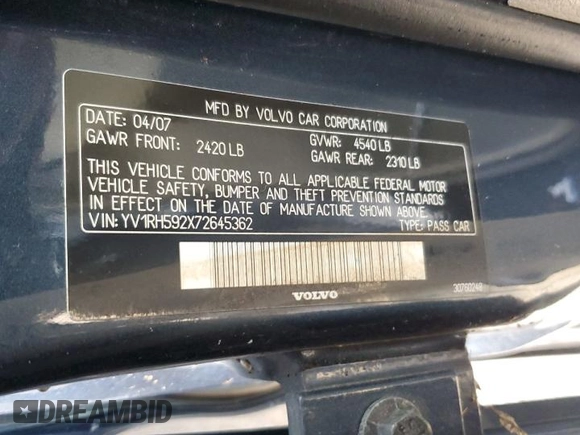 MFD BY VOLVO CAR CORPORATION
DATE: 04/07 GVWR: 4540 LB
GAWR FRONT: 2420 LB GAWR REAR: 2310 LB
THIS VEHICLE CONFORMS TO ALL APPLICABLE FEDERAL MOTOR
VEHICLE SAFETY, BUMPER AND THEFT PREVENTION STANDARDS
IN EFFECT ON THE DATE OF MANUFACTURE SHOWN ABOVE.
VIN: YV1RH592X72645362 TYPE: PASS CAR
VOLVO 30760248
DREAMBID